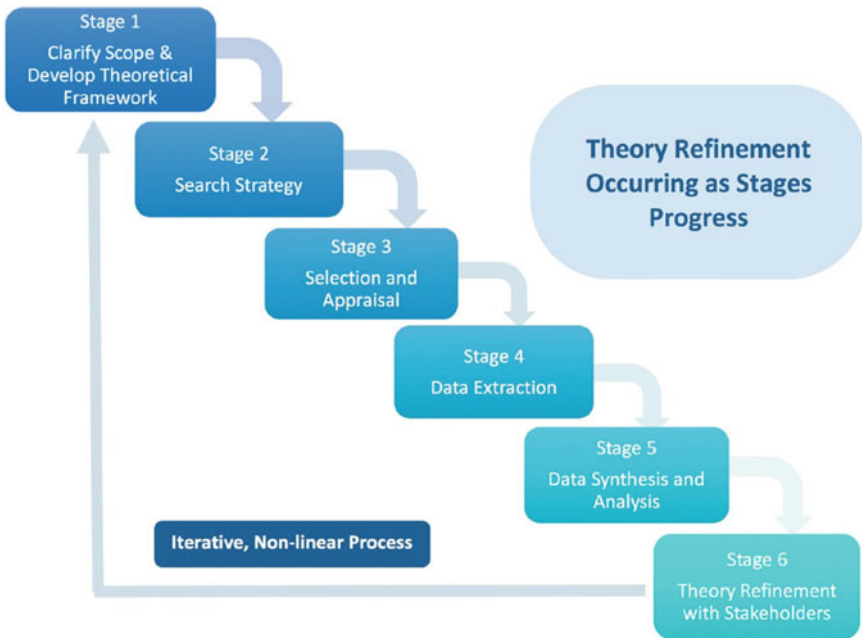 Stage 1
Clarify Scope &
Develop Theoretical
Framework
Stage 2
Search Strategy
Theory Refinement
Occurring as Stages
Progress
Stage 3
Selection and
Appraisal
Stage 4
Data Extraction
Stage 5
Data Synthesis and
Analysis
Iterative, Non-linear Process
Stage 6
Theory Refinement
with Stakeholders